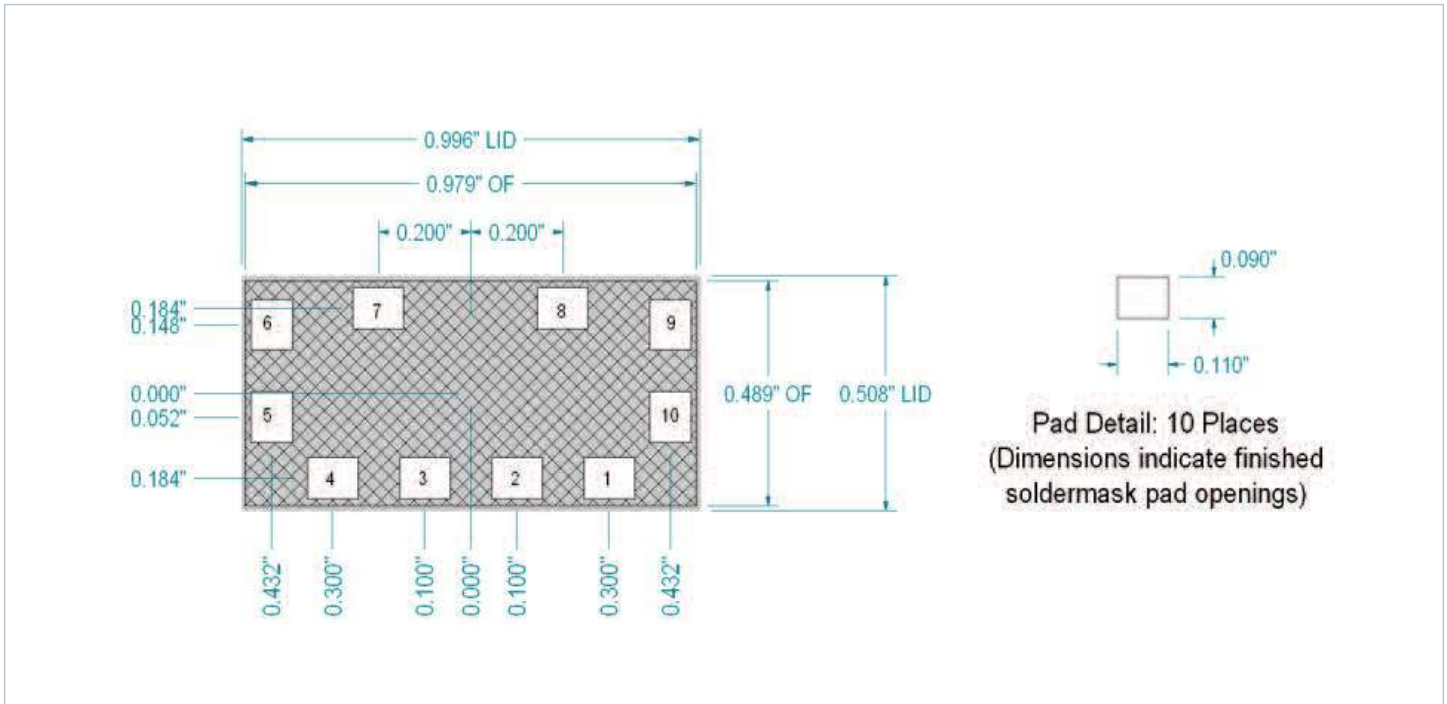 0.996" LID
0.979" OF
0.200" 0.200"
0.184"
0.148"
0.000"
0.052"
0.184"
6 7 8 9
5 10
4 3 2 1
0.489" OF 0.508" LID
0.432" 0.300" 0.100" 0.000" 0.100" 0.300" 0.432"
0.090"
0.110"
Pad Detail: 10 Places
(Dimensions indicate finished
soldermask pad openings)